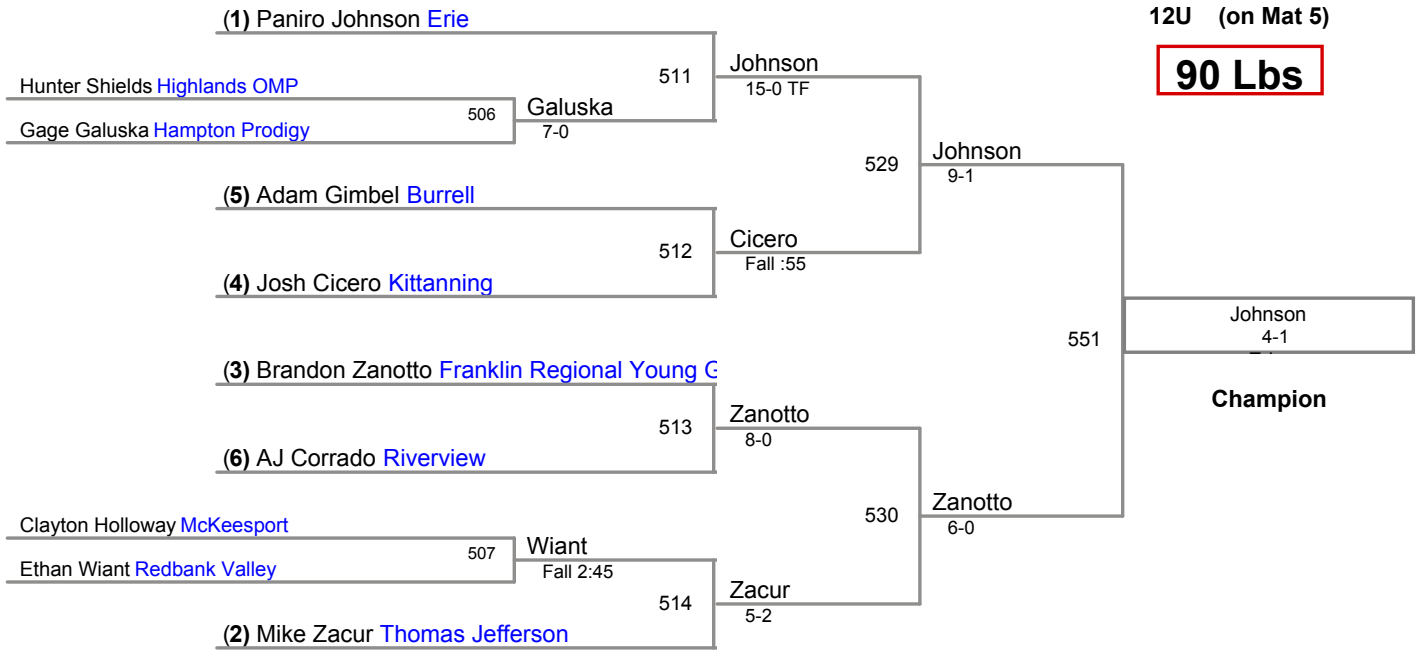 (1) Paniro Johnson Erie
12U (on Mat 5)
90 Lbs
Hunter Shields Highlands OMP
506
Gage Galuska Hampton Prodigy
Galuska
7-0
511
Johnson
15-0 TF
529
Johnson
9-1
(5) Adam Gimbel Burrell
512
Cicero
Fall :55
(4) Josh Cicero Kittanning
551
Johnson
4-1
Champion
(3) Brandon Zanotto Franklin Regional Young
513
Zanotto
8-0
(6) AJ Corrado Riverview
530
Zanotto
6-0
Clayton Holloway McKeesport
507
Ethan Wiant Redbank Valley
Wiant
Fall 2:45
514
Zacur
5-2
(2) Mike Zacur Thomas Jefferson